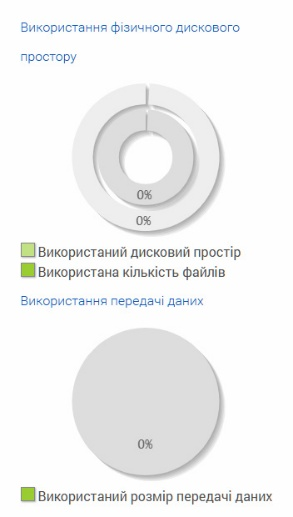 Використання фізичного дискового
простору
0%
0%
Використаний дисковий простір
Використана кількість файлів
Використання передачі даних
0%
Використаний розмір передачі даних